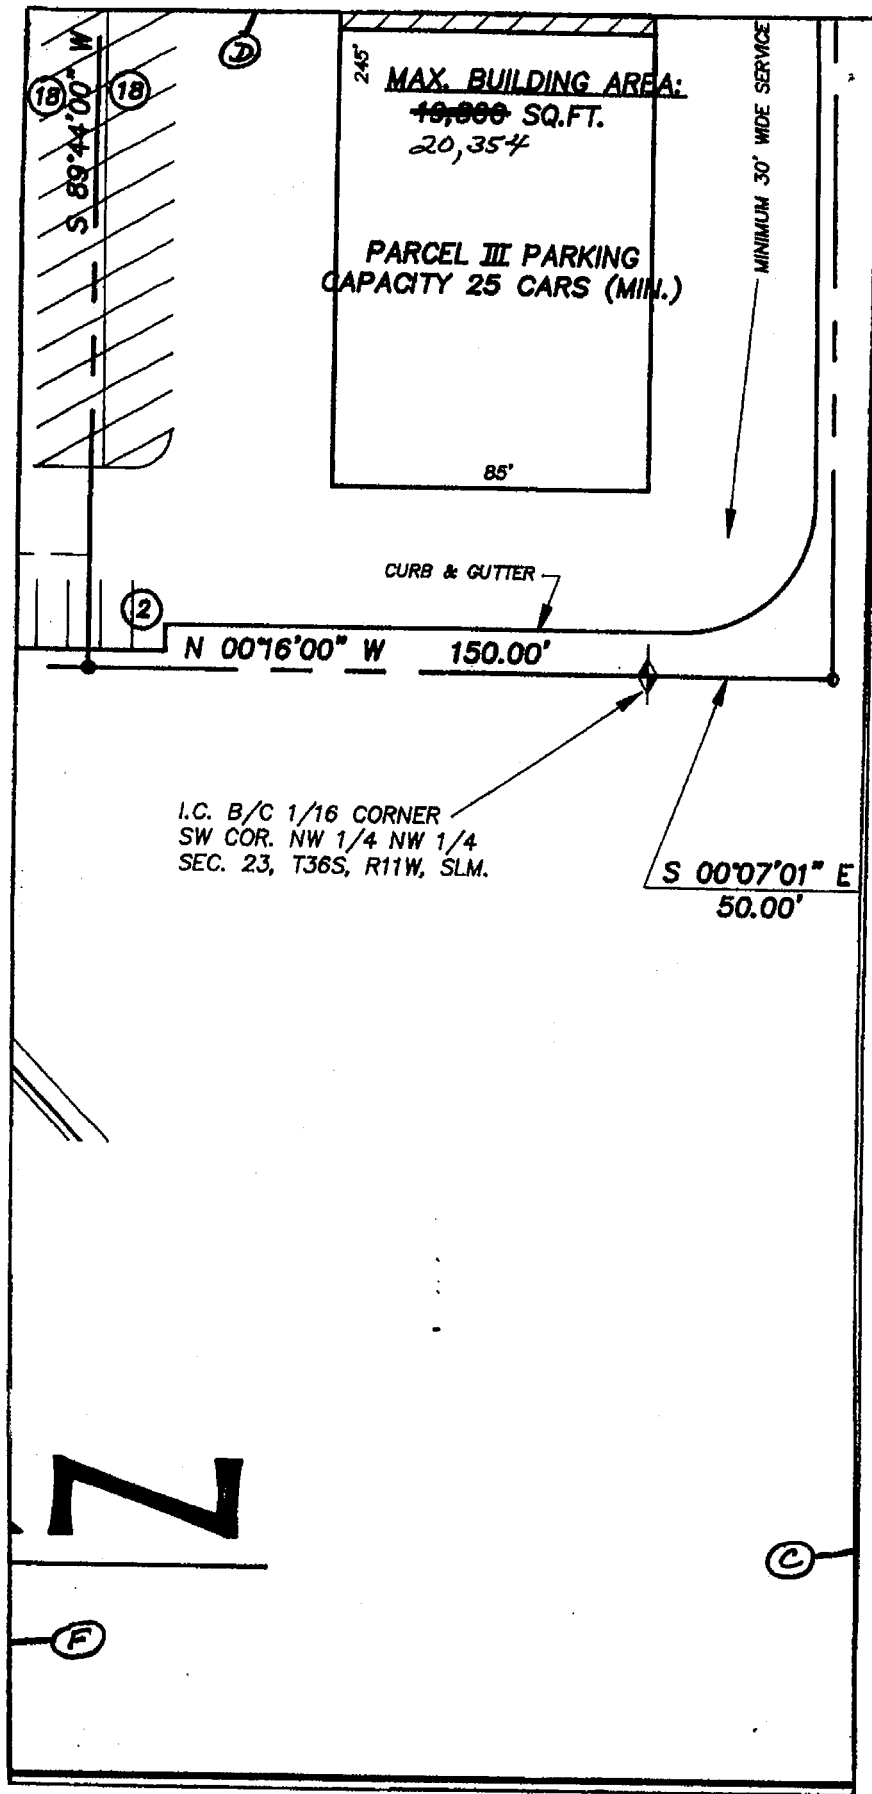 D
18
18
S 89°44'00" W
245'
MAX. BUILDING AREA:
19,800 SQ.FT.
20,354
MINIMUM 30' WIDE SERVICE
PARCEL III PARKING
CAPACITY 25 CARS (MIN.)
85'
CURB & GUTTER
2
N 00°16'00" W 150.00'
I.C. B/C 1/16 CORNER
SW COR. NW 1/4 NW 1/4
SEC. 23, T36S, R11W, SLM.
S 00°07'01" E
50.00'
Z
C
F